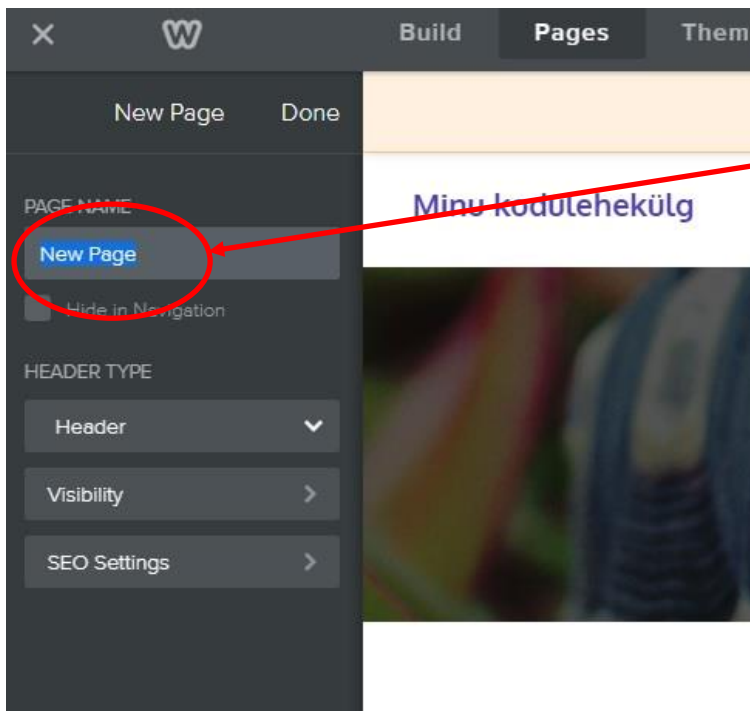 Build Pages Them
New Page Done
PAGE NAME
Minu kodulehekülg
New Page
Hide in Navigation
HEADER TYPE
Header
Visibility
SEO Settings